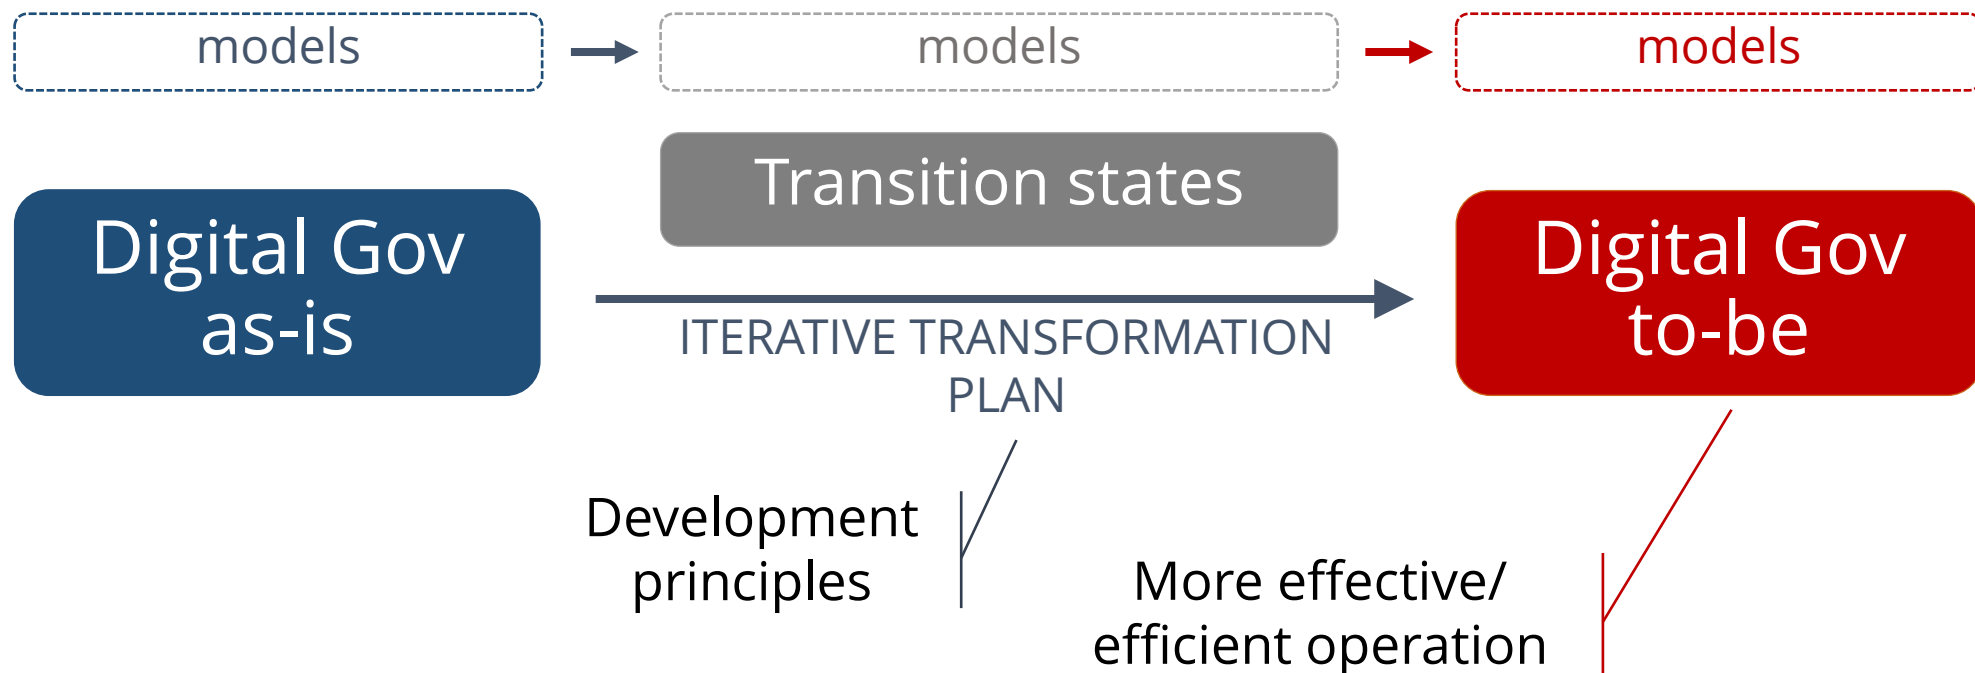 models
models
models
Transition states
Digital Gov
as-is
Digital Gov
to-be
ITERATIVE TRANSFORMATION
PLAN
Development
principles
More effective/
efficient operation